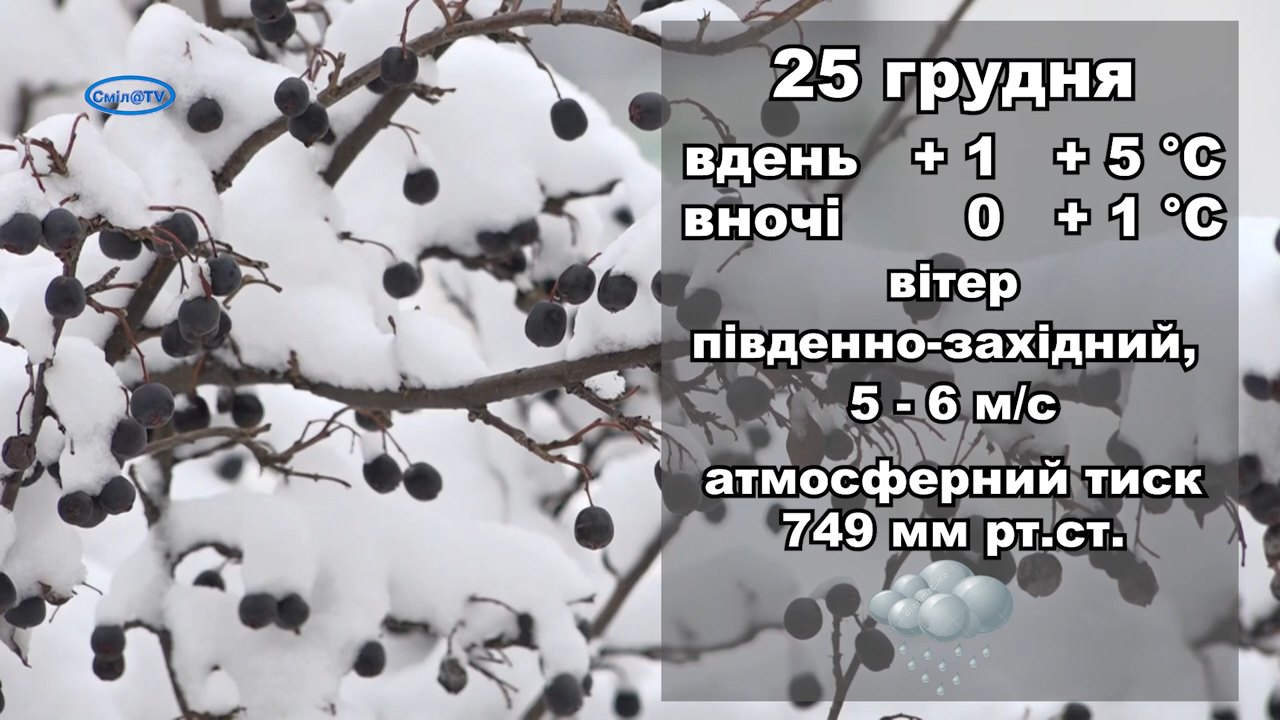 Сміл@TV
25 грудня
вдень + 1 + 5 °C
вночі 0 + 1 °C
вітер
південно-західний,
5 - 6 м/с
атмосферний тиск
749 мм рт.ст.